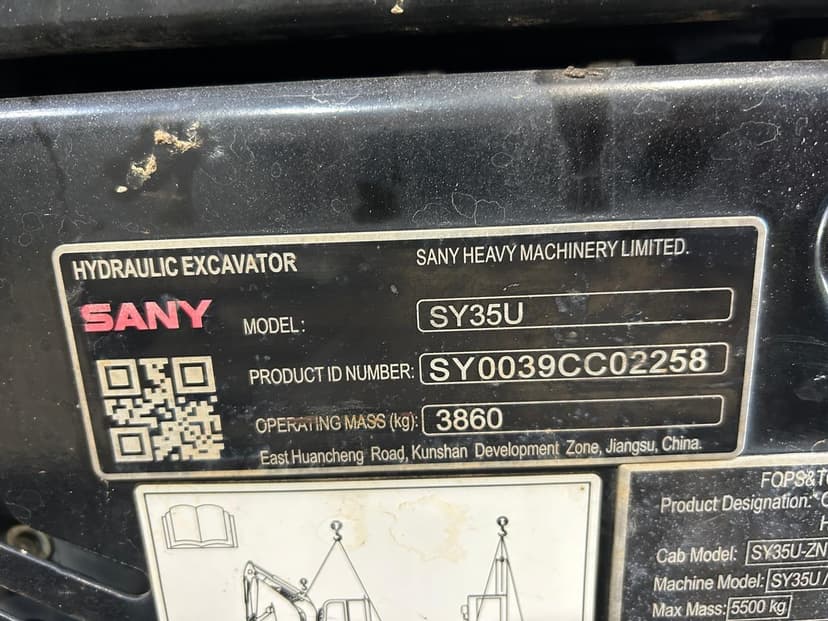 HYDRAULIC EXCAVATOR
SANY HEAVY MACHINERY LIMITED.
SANY
MODEL: SY35U
PRODUCT ID NUMBER: SY0039CC02258
OPERATING MASS (kg): 3860
East Huancheng Road, Kunshan Development Zone, Jiangsu, China.
Product Designation:
Cab Model: SY35U-ZN
Machine Model: SY35U /
Max Mass: 5500 kg